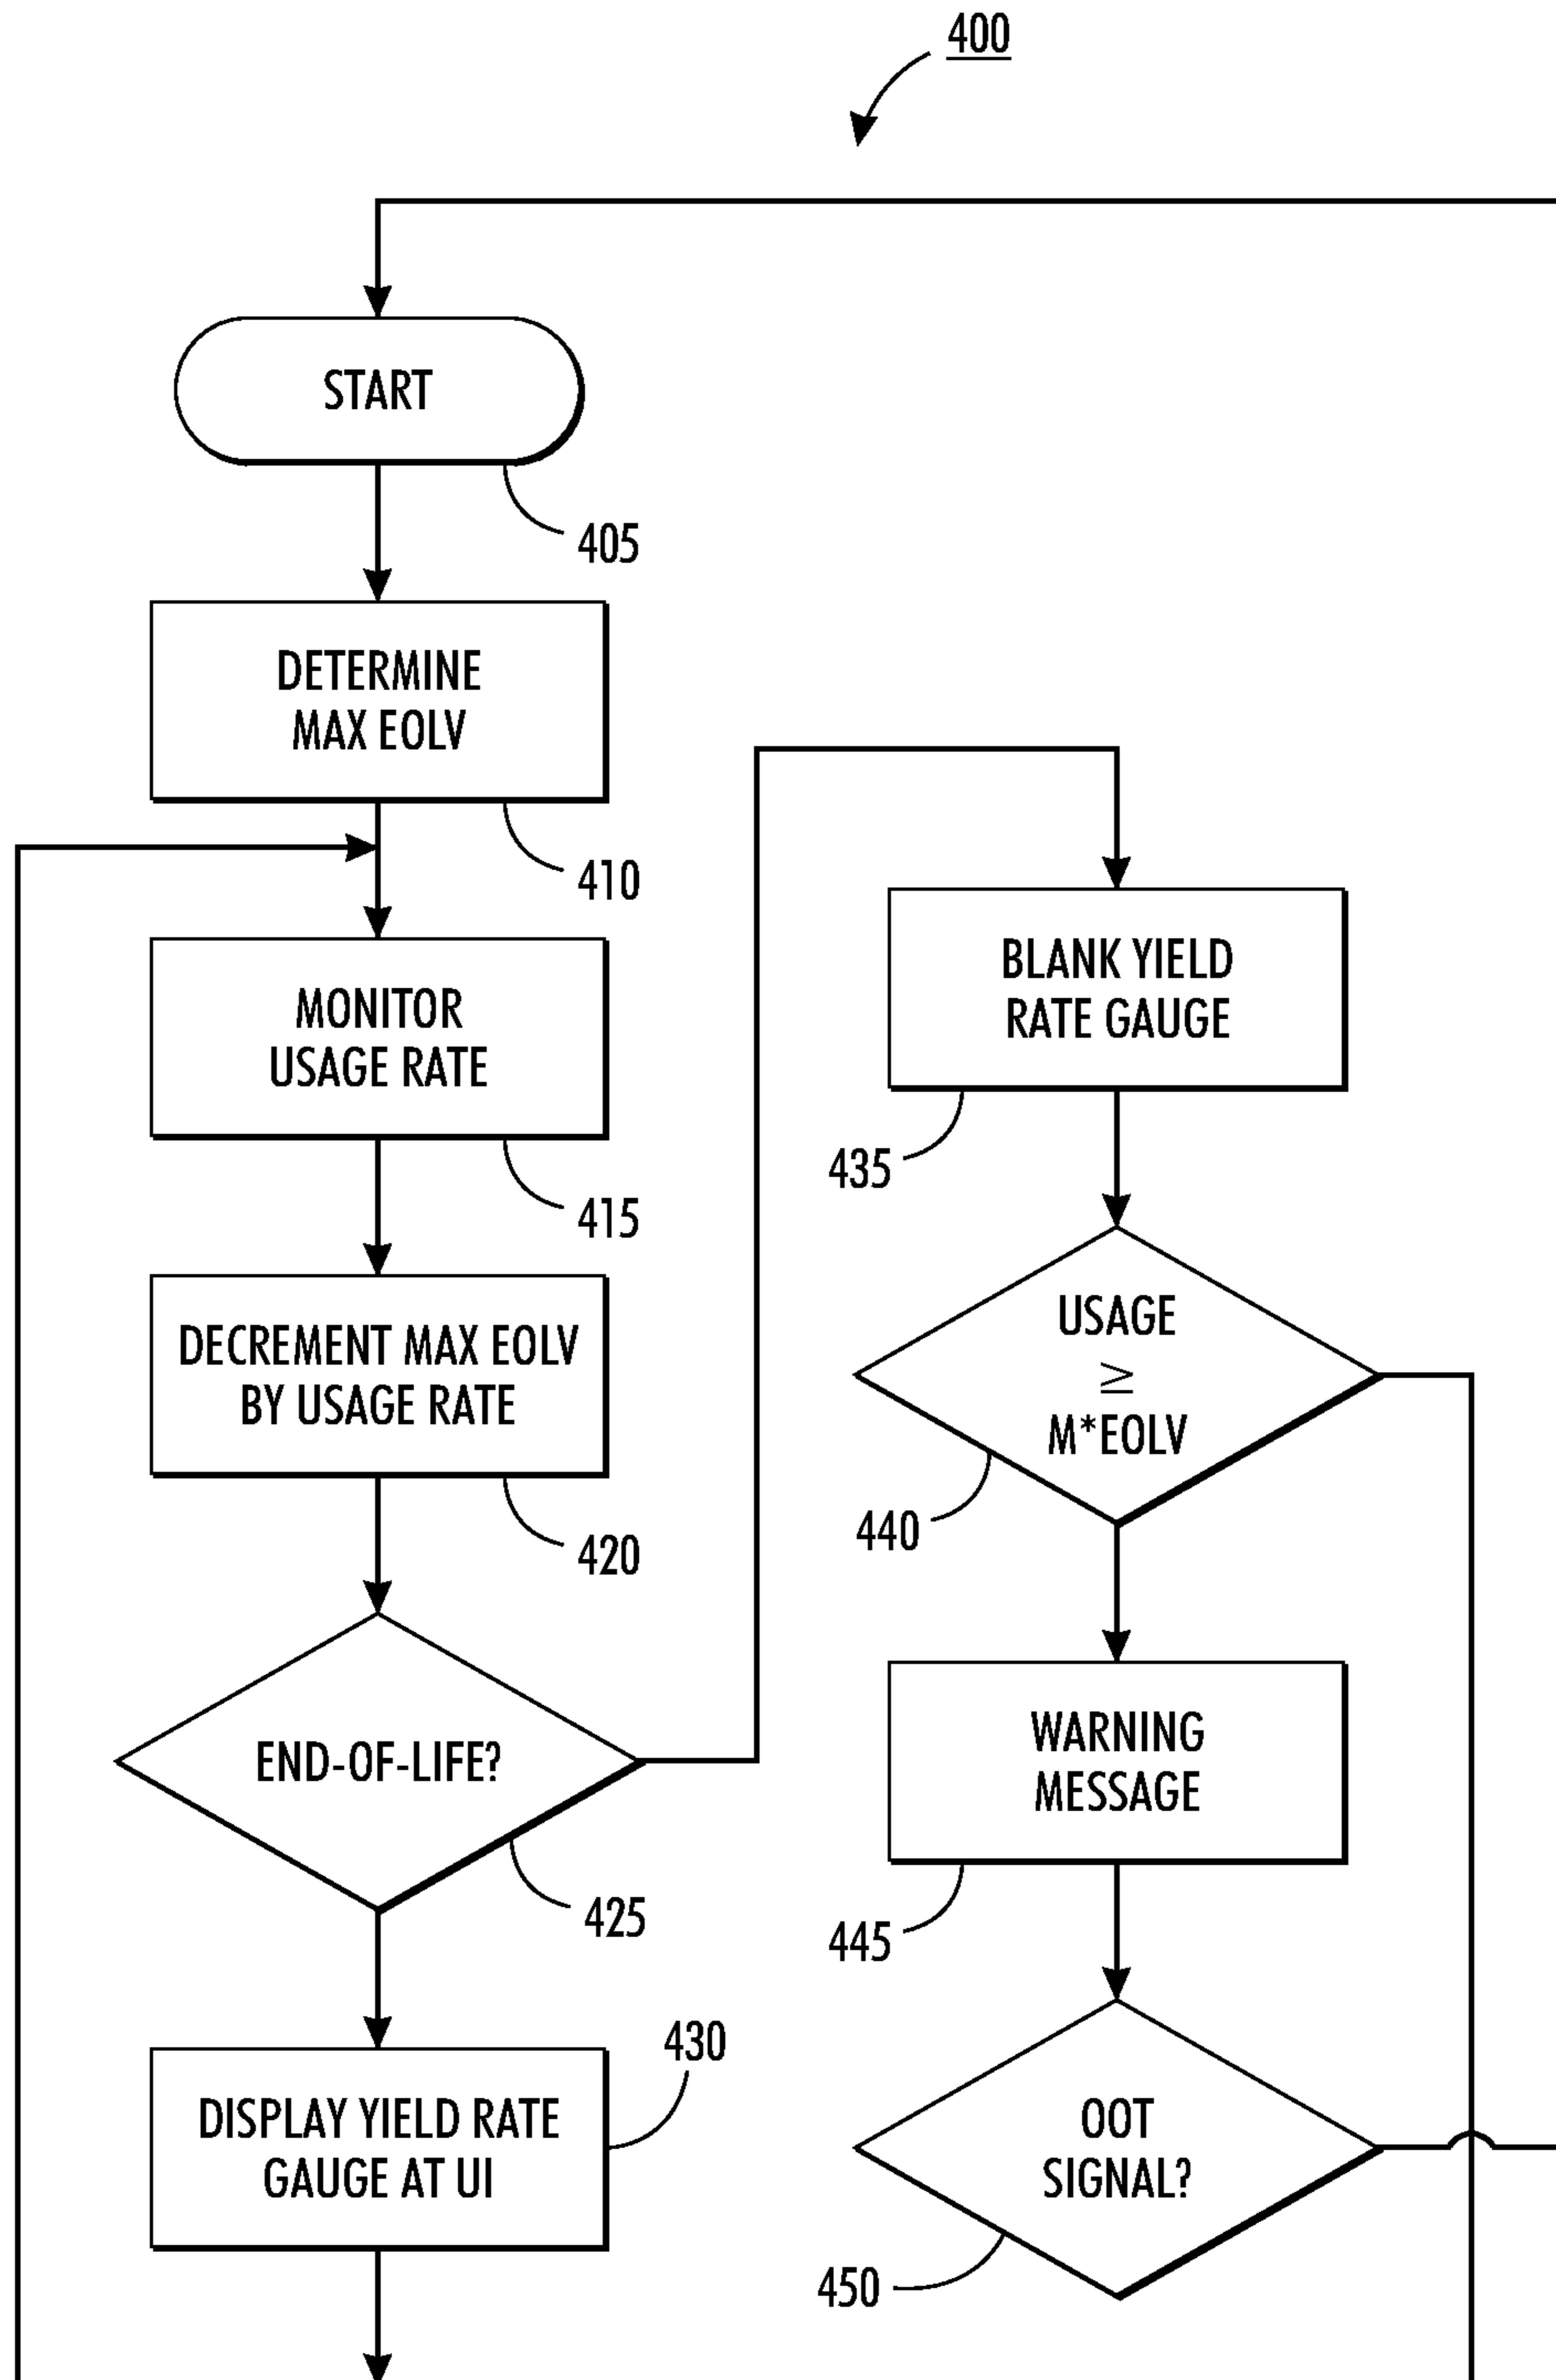 400
START
405
DETERMINE
MAX EOLV
410
MONITOR
USAGE RATE
415
DECREMENT MAX EOLV
BY USAGE RATE
420
END-OF-LIFE?
425
430
DISPLAY YIELD RATE
GAUGE AT UI
BLANK YIELD
RATE GAUGE
435
USAGE
≥
M*EOLV
440
WARNING
MESSAGE
445
OOT
SIGNAL?
450